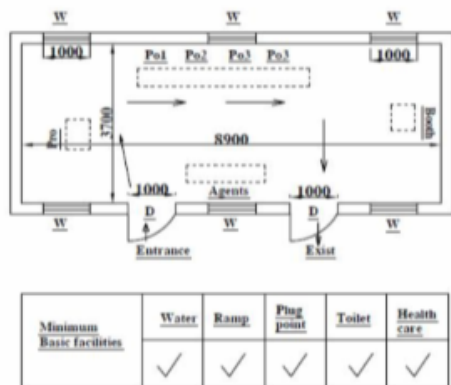 W W W
1000 Po1 Po2 Po3 Po3 1000
3700
Pro
Booth
8900
1000 Agents 1000
W D W D W
Entrance Exist
Minimum
Basic facilities
Water Ramp Plug
point Toilet Health
care